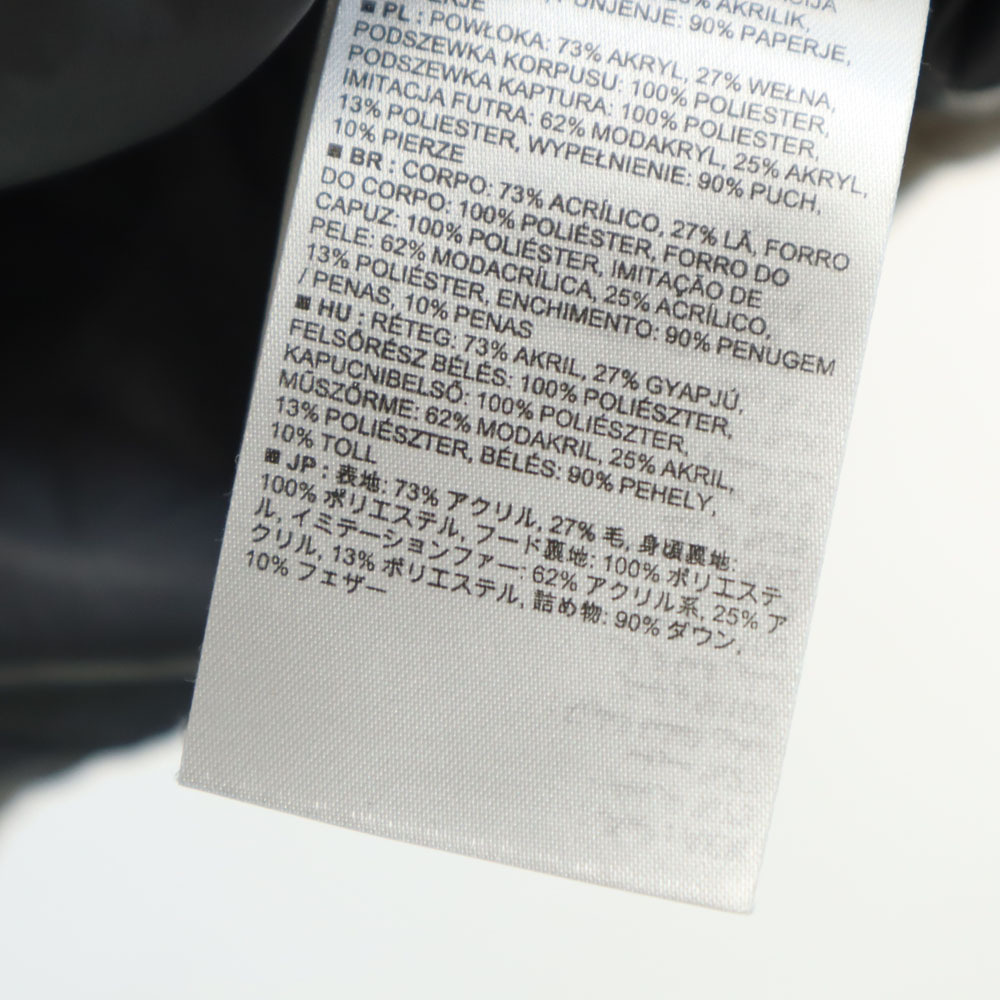 AKRILIK,
PUNJENJE: 90% PAPERJE,
■ PL : POWŁOKA: 73% AKRYL, 27% WEŁNA,
PODSZEWKA KORPUSU: 100% POLIESTER,
PODSZEWKA KAPTURA: 100% POLIESTER,
IMITACJA FUTRA: 62% MODAKRYL, 25% AKRYL,
13% POLIESTER, WYPEŁNIENIE: 90% PUCH,
10% PIERZE
■ BR : CORPO: 73% ACRÍLICO, 27% LÃ, FORRO
DO CORPO: 100% POLIÉSTER, FORRO DO
CAPUZ: 100% POLIÉSTER, IMITAÇÃO DE
PELE: 62% MODACRÍLICA, 25% ACRÍLICO,
13% POLIÉSTER, ENCHIMENTO: 90% PENUGEM
/ PENAS, 10% PENAS
■ HU : RÉTEG: 73% AKRIL, 27% GYAPJÚ,
FELSŐRÉSZ BÉLÉS: 100% POLIÉSZTER,
KAPUCNIBELSŐ: 100% POLIÉSZTER,
MŰSZŐRME: 62% MODAKRIL, 25% AKRIL,
13% POLIÉSZTER, BÉLÉS: 90% PEHELY,
10% TOLL
■ JP : 表地: 73% アクリル, 27% 毛, 身頃裏地:
100% ポリエステル, フード裏地: 100% ポリエステ
ル, イミテーションファー: 62% アクリル系, 25% ア
クリル, 13% ポリエステル, 詰め物: 90% ダウン,
10% フェザー